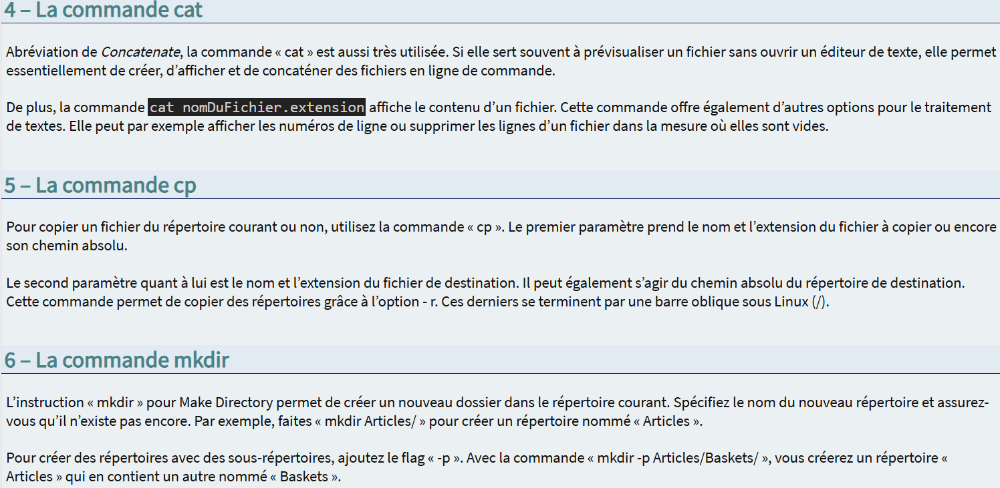 4 – La commande cat
Abréviation de Concatenate, la commande « cat » est aussi très utilisée. Si elle sert souvent à prévisualiser un fichier sans ouvrir un éditeur de texte, elle permet
essentiellement de créer, d’afficher et de concaténer des fichiers en ligne de commande.
De plus, la commande cat nomDuFichier.extension affiche le contenu d’un fichier. Cette commande offre également d’autres options pour le traitement
de textes. Elle peut par exemple afficher les numéros de ligne ou supprimer les lignes d’un fichier dans la mesure où elles sont vides.
5 – La commande cp
Pour copier un fichier du répertoire courant ou non, utilisez la commande « cp ». Le premier paramètre prend le nom et l’extension du fichier à copier ou encore
son chemin absolu.
Le second paramètre quant à lui est le nom et l’extension du fichier de destination. Il peut également s’agir du chemin absolu du répertoire de destination.
Cette commande permet de copier des répertoires grâce à l’option - r. Ces derniers se terminent par une barre oblique sous Linux (/).
6 – La commande mkdir
L’instruction « mkdir » pour Make Directory permet de créer un nouveau dossier dans le répertoire courant. Spécifiez le nom du nouveau répertoire et assurez-
vous qu’il n’existe pas encore. Par exemple, faites « mkdir Articles/ » pour créer un répertoire nommé « Articles ».
Pour créer des répertoires avec des sous-répertoires, ajoutez le flag « -p ». Avec la commande « mkdir -p Articles/Baskets/ », vous créerez un répertoire «
Articles » qui en contient un autre nommé « Baskets ».